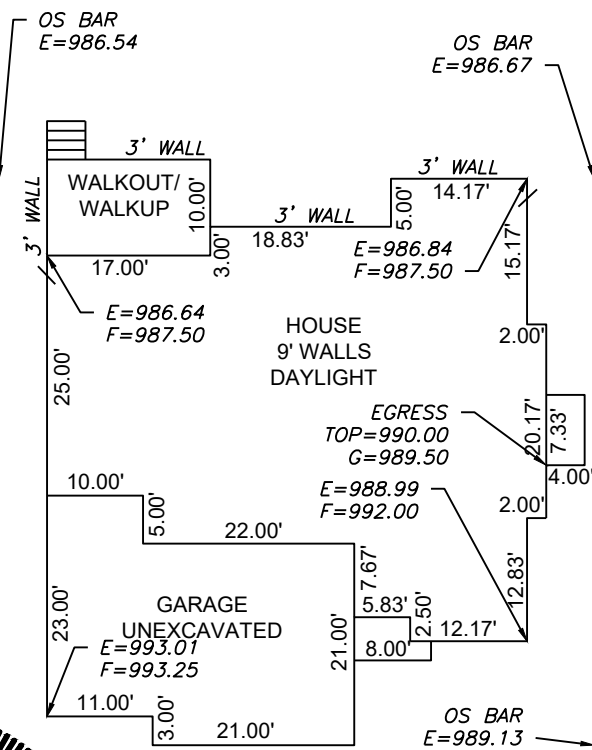 OS BAR
E=986.54
OS BAR
E=986.67
3' WALL
3' WALL
WALKOUT/
WALKUP
3' WALL
10.00'
3' WALL
5.00'
14.17'
17.00'
3.00'
18.83'
E=986.84
F=987.50
15.17'
E=986.64
F=987.50
HOUSE
9' WALLS
DAYLIGHT
2.00'
25.00'
EGRESS
TOP=990.00
G=989.50
20.17'
7.33'
4.00'
E=988.99
F=992.00
2.00'
10.00'
5.00'
22.00'
7.67'
12.83'
23.00'
GARAGE
UNEXCAVATED
5.83'
2.50'
12.17'
E=993.01
F=993.25
21.00'
8.00'
11.00'
3.00'
21.00'
OS BAR
E=989.13